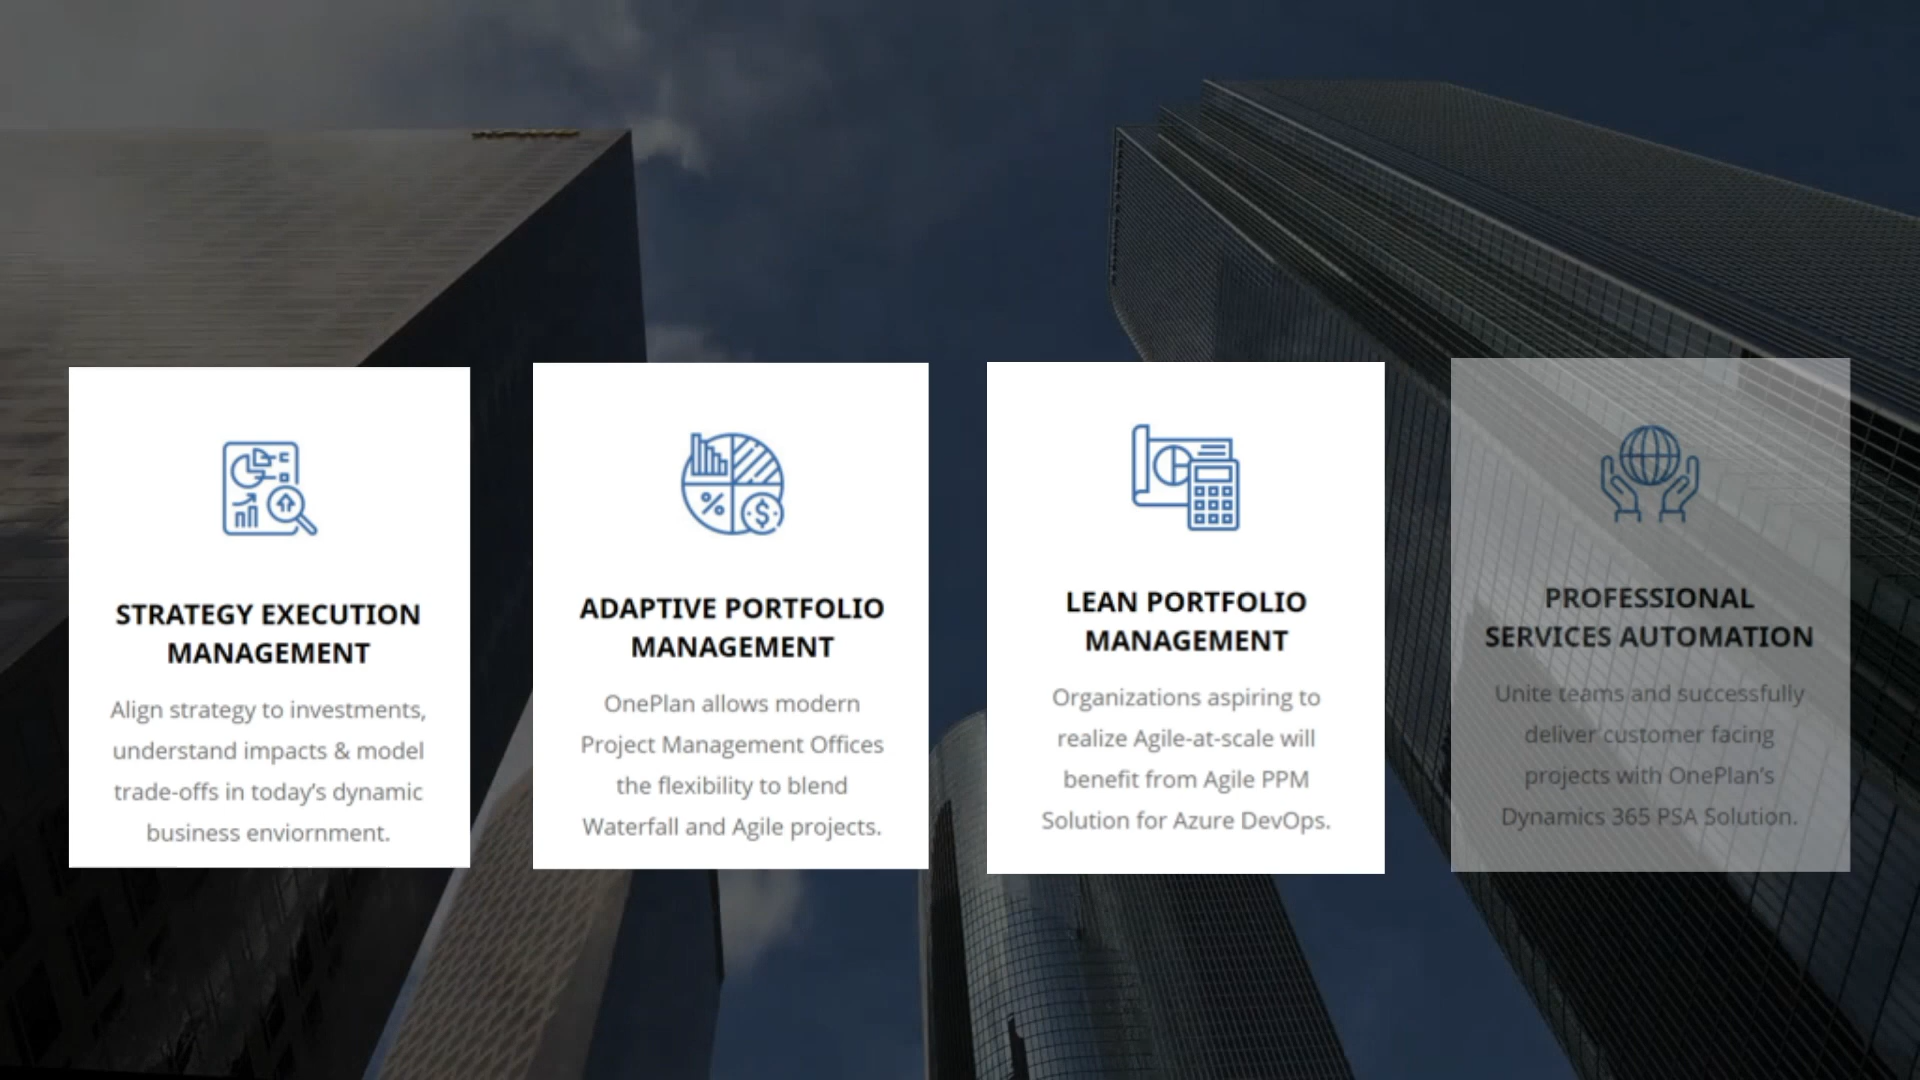 STRATEGY EXECUTION
MANAGEMENT
Align strategy to investments,
understand impacts & model
trade-offs in today’s dynamic
business enviornment.
ADAPTIVE PORTFOLIO
MANAGEMENT
OnePlan allows modern
Project Management Offices
the flexibility to blend
Waterfall and Agile projects.
LEAN PORTFOLIO
MANAGEMENT
Organizations aspiring to
realize Agile-at-scale will
benefit from Agile PPM
Solution for Azure DevOps.
PROFESSIONAL
SERVICES AUTOMATION
Unite teams and successfully
deliver customer facing
projects with OnePlan’s
Dynamics 365 PSA Solution.